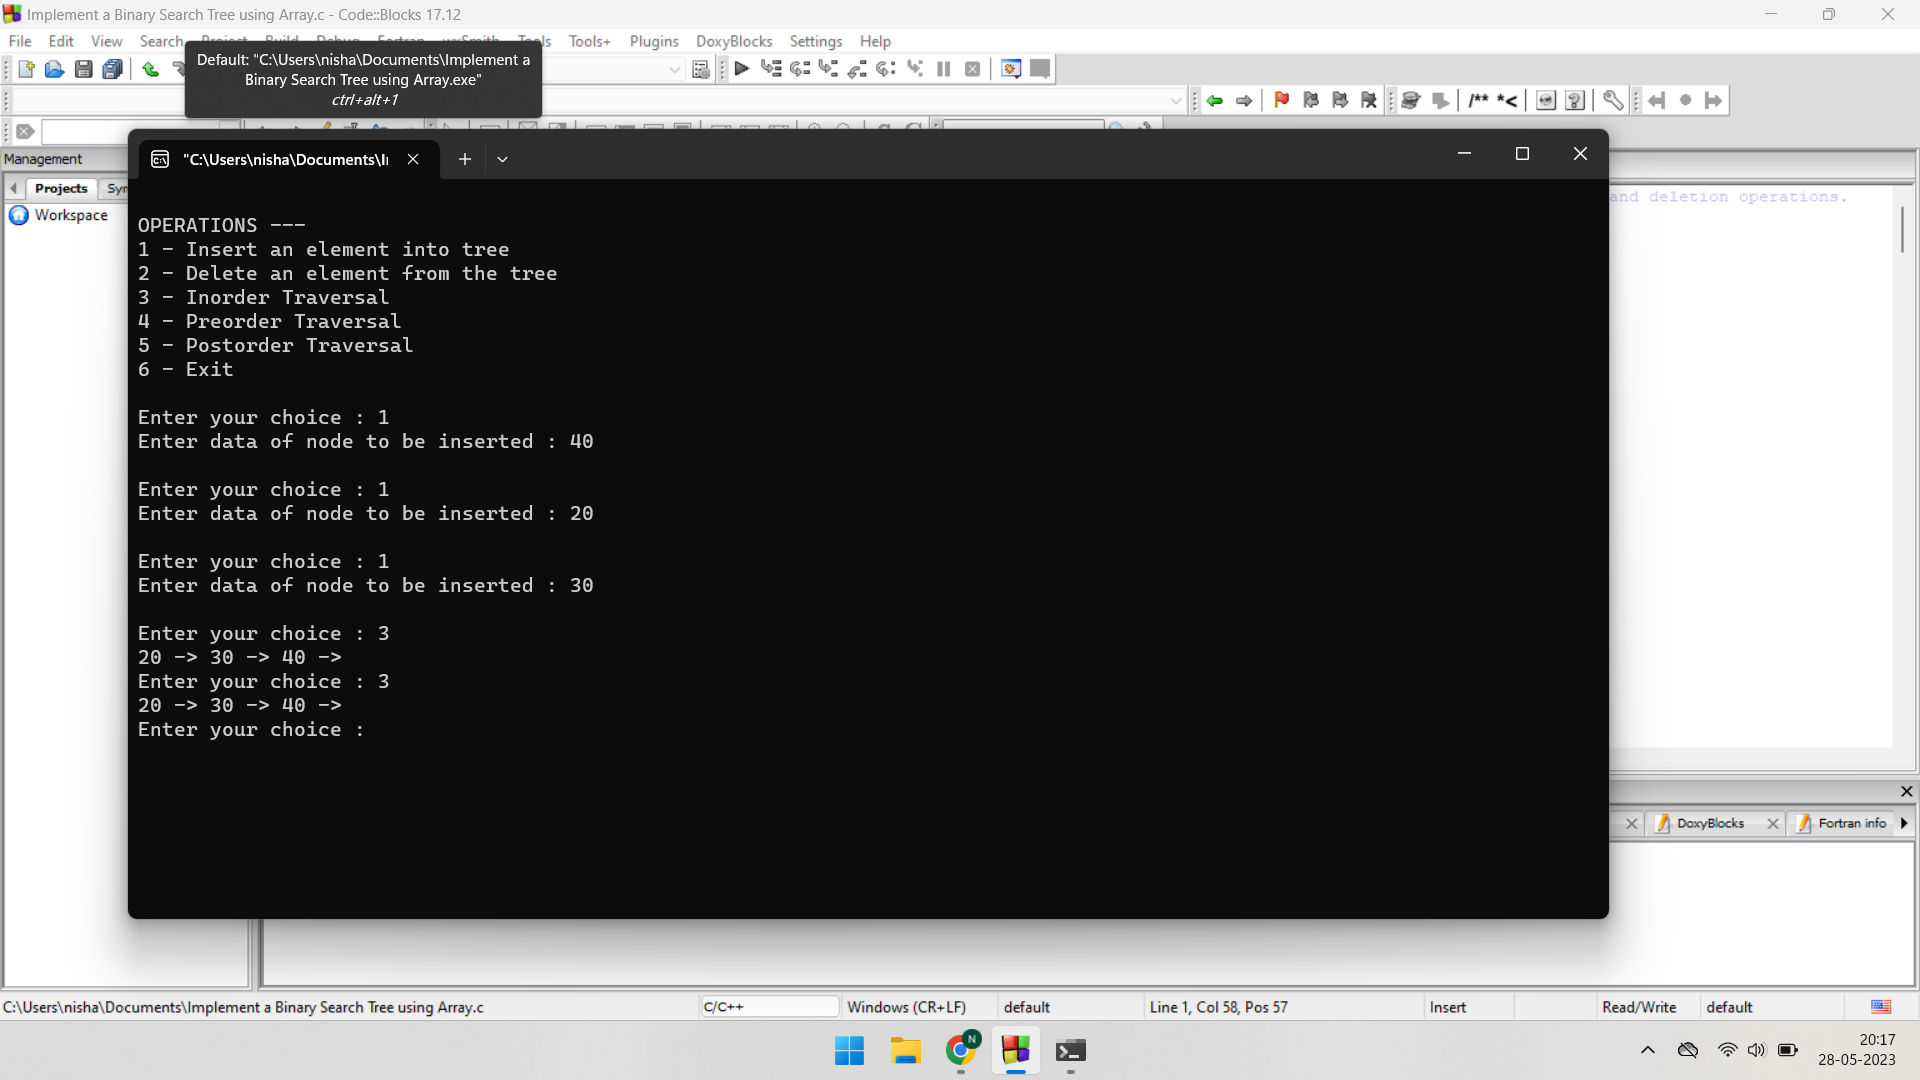 Implement a Binary Search Tree using Array.c - Code::Blocks 17.12
File Edit View Search Project Build Debug Fortran wxSmith Tools Tools+ Plugins DoxyBlocks Settings Help
Default: "C:\Users\nisha\Documents\Implement a
Binary Search Tree using Array.exe"
ctrl+alt+1
/** *<
Management
"C:\Users\nisha\Documents\I
Projects
Workspace
and deletion operations.
OPERATIONS ---
1 - Insert an element into tree
2 - Delete an element from the tree
3 - Inorder Traversal
4 - Preorder Traversal
5 - Postorder Traversal
6 - Exit
Enter your choice : 1
Enter data of node to be inserted : 40
Enter your choice : 1
Enter data of node to be inserted : 20
Enter your choice : 1
Enter data of node to be inserted : 30
Enter your choice : 3
20 -> 30 -> 40 ->
Enter your choice : 3
20 -> 30 -> 40 ->
Enter your choice :
DoxyBlocks
Fortran info
C:\Users\nisha\Documents\Implement a Binary Search Tree using Array.c C/C++ Windows (CR+LF) default Line 1, Col 58, Pos 57 Insert Read/Write default
N
20:17
28-05-2023